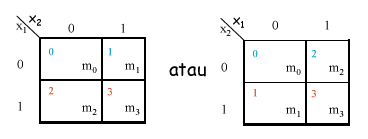 x₂ x₁
x₁ 0 1 x₂ 0 1
0 1 0 2
0 m₀ m₁ atau 0 m₀ m₂
2 3 1 3
1 m₂ m₃ 1 m₁ m₃